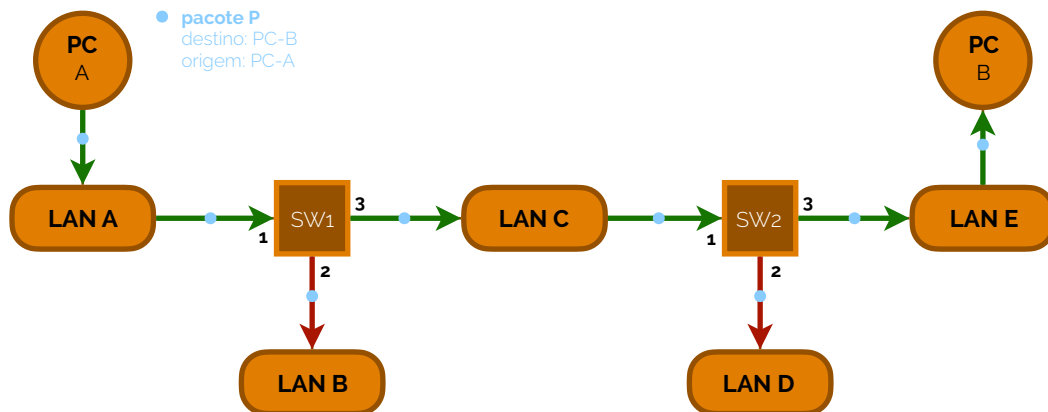 PC
A
pacote P
destino: PC-B
origem: PC-A
PC
B
LAN A
1
SW1
3
2
LAN C
1
SW2
3
2
LAN E
LAN B
LAN D